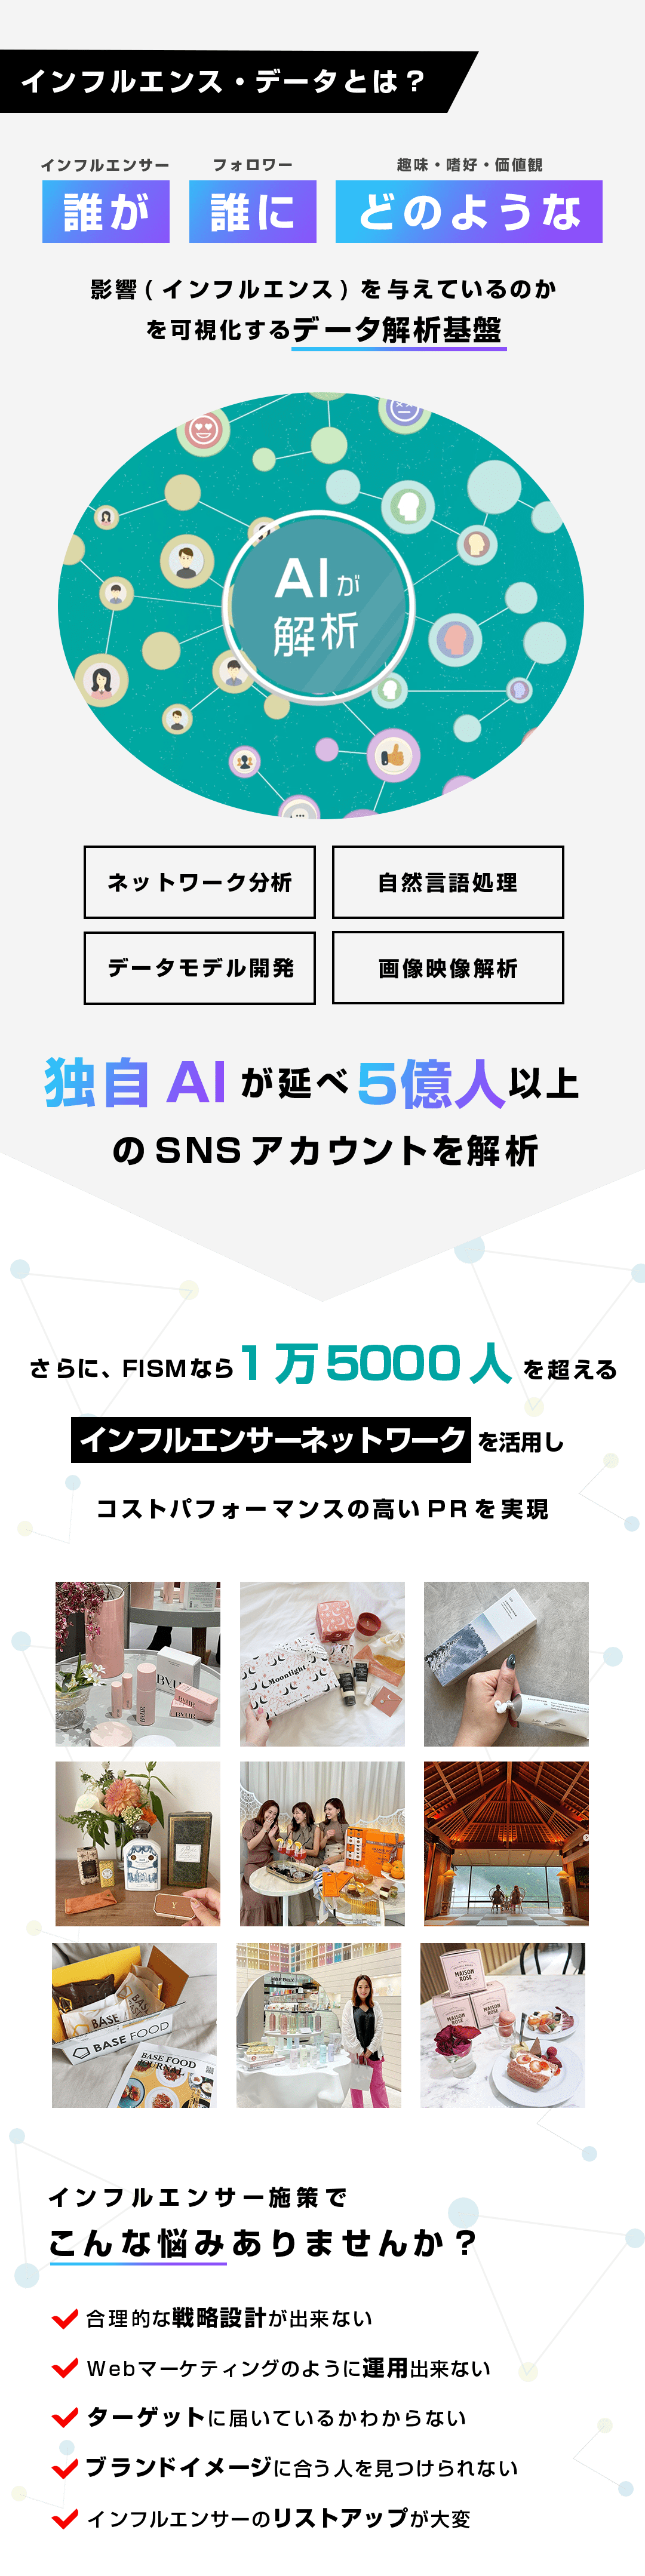 インフルエンス・データとは？
インフルエンサー
フォロワー
趣味・嗜好・価値観
誰が
誰に
どのような
影響(インフルエンス)を与えているのか
を可視化するデータ解析基盤
AIが
解析
ネットワーク分析
自然言語処理
データモデル開発
画像映像解析
独自AIが延べ5億人以上
のSNSアカウントを解析
さらに、FISMなら1万5000人を超える
インフルエンサーネットワークを活用し
コストパフォーマンスの高いPRを実現
BYUR
BYUR
Moonlight
Y
BASE
BASE FOOD
BASE FOOD
JOURNAL
MAISON
ROSE
MAISON
ROSE
インフルエンサー施策で
こんな悩みありませんか？
合理的な戦略設計が出来ない
Webマーケティングのように運用出来ない
ターゲットに届いているかわからない
ブランドイメージに合う人を見つけられない
インフルエンサーのリストアップが大変